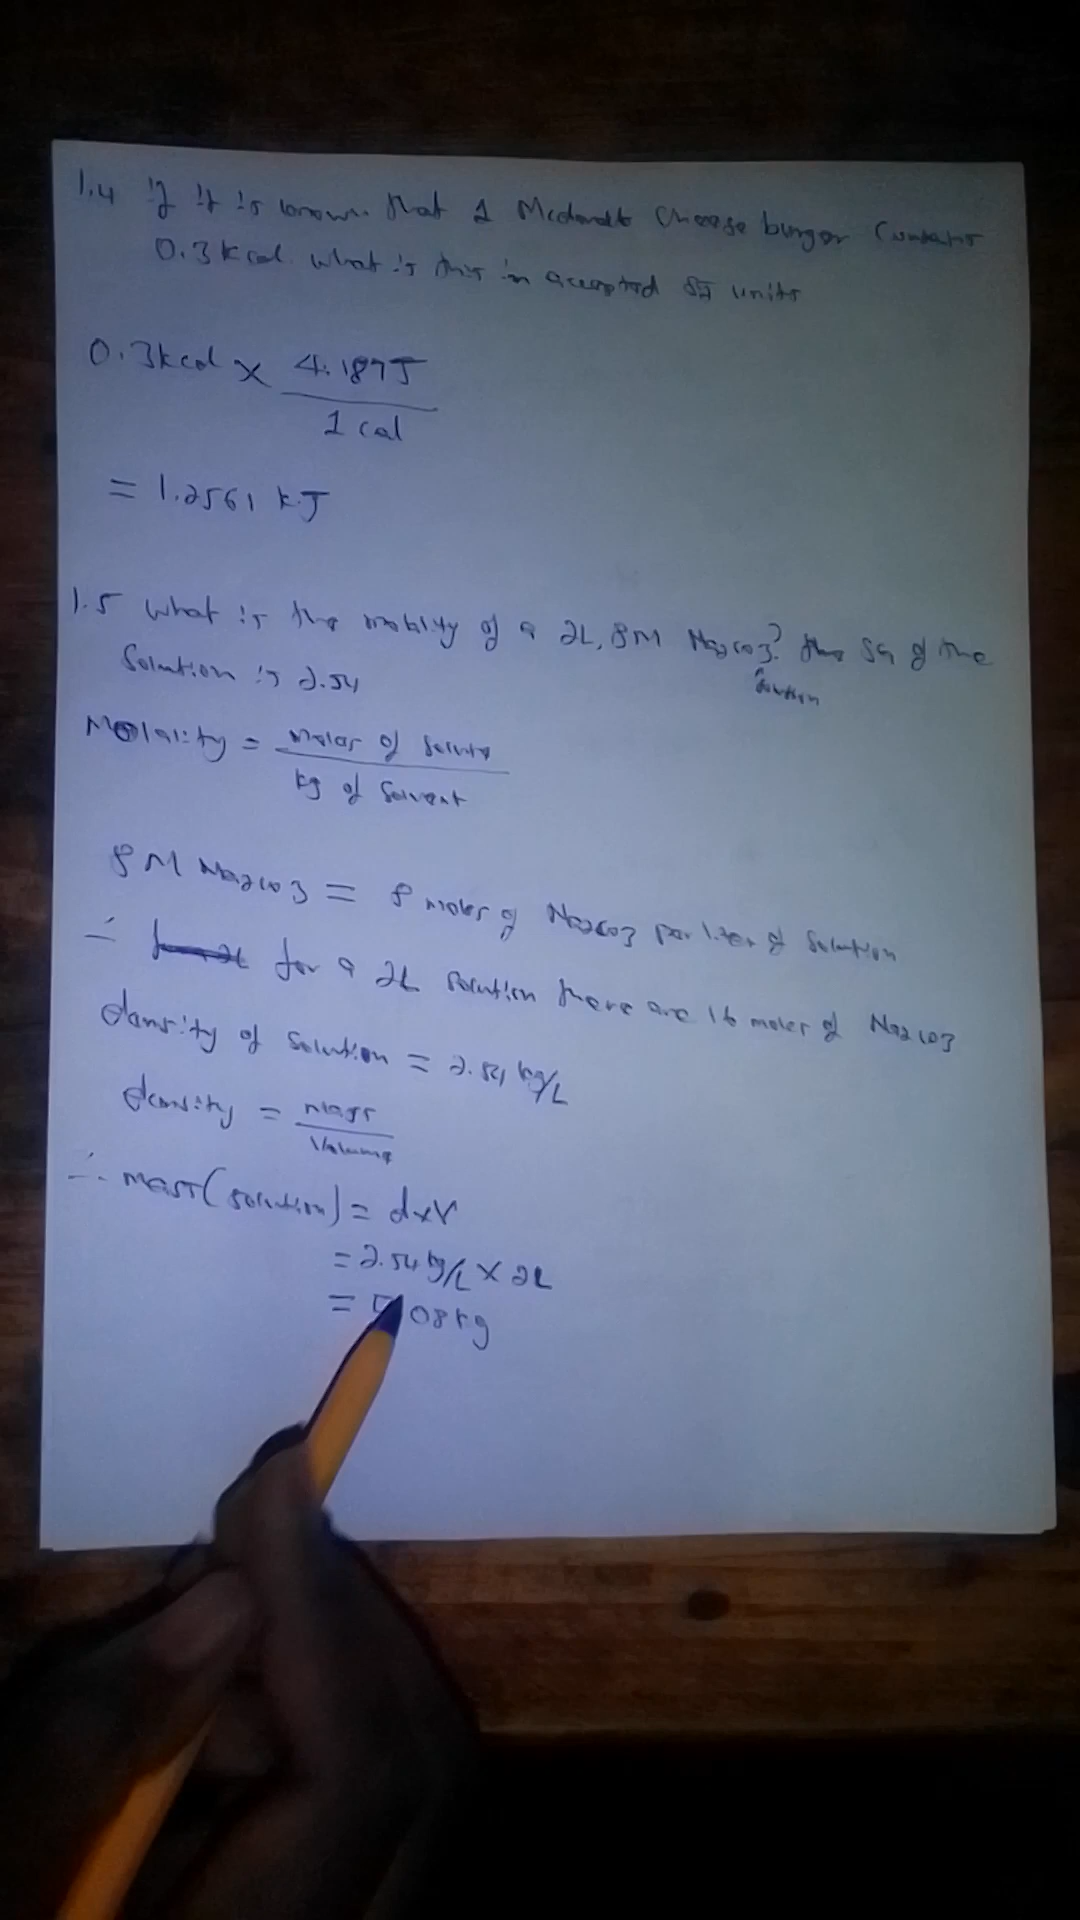 1.4 if it is known that 1 Mcdonalds Cheese burger Contains
0.3kcal. what is this in accepted SI units
0.3kcal x 4.187J
1 cal
= 1.2561 kJ
1.5 what is the molality of a 2L, 8M Na2CO3? the SG of the
solution
Solution is 2.54
Molality = moles of solute
kg of Solvent
8M Na2CO3 = 8 moles of Na2CO3 per liter of Solution
∴ for a 2L solution there are 16 moles of Na2CO3
density of solution = 2.54 kg/L
density = mass
Volume
∴ mass(solution) = dxV
= 2.54 kg/L x 2L
= 5.08kg